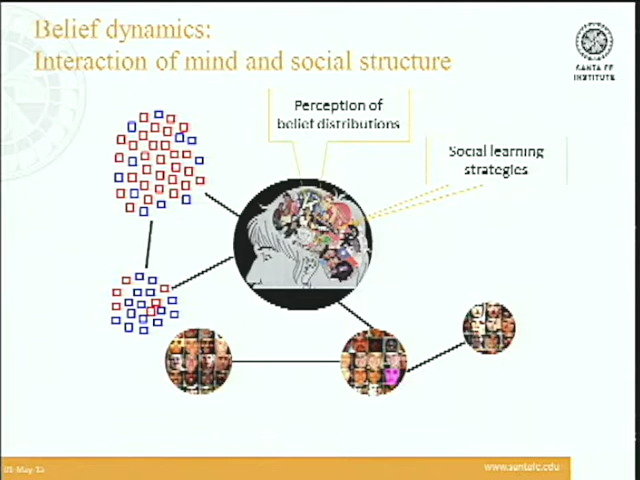 Belief dynamics:
Interaction of mind and social structure
SANTA FE
INSTITUTE
Perception of
belief distributions
Social learning
strategies
www.santafe.edu